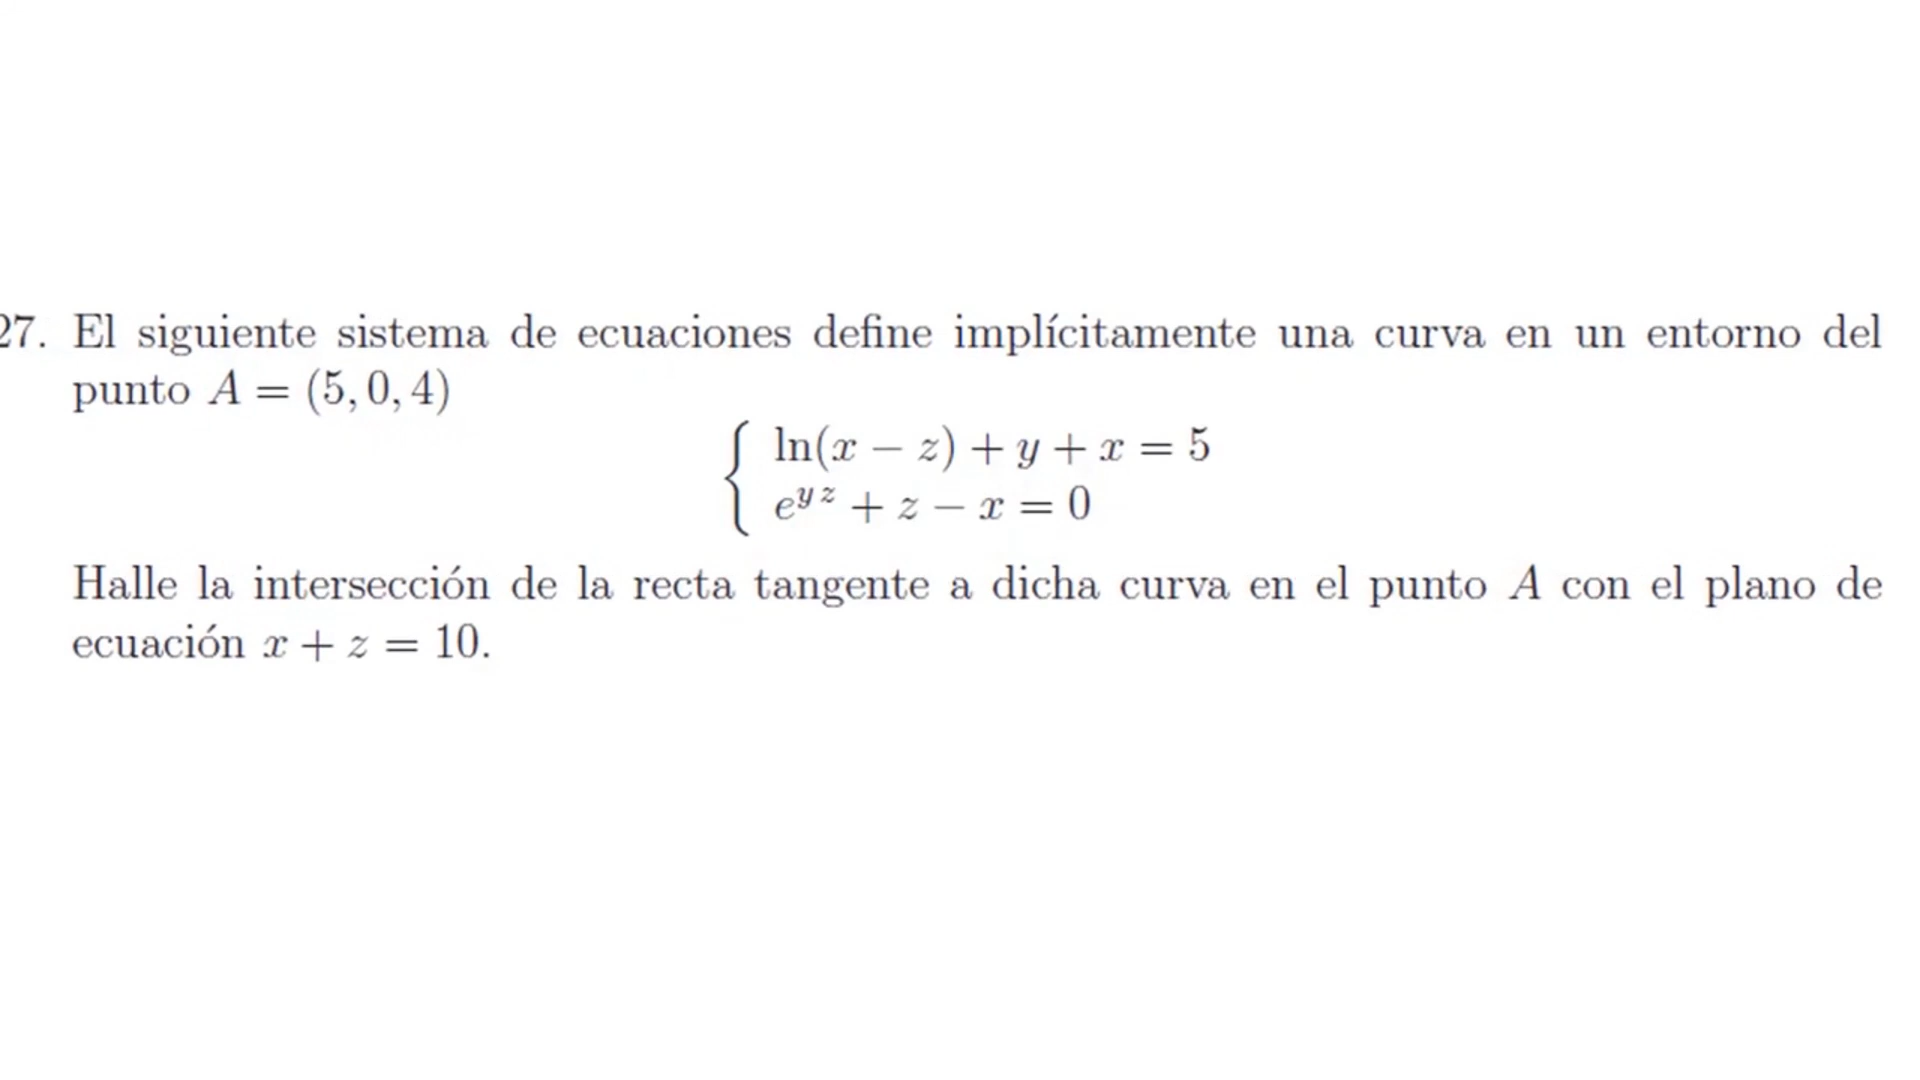 27. El siguiente sistema de ecuaciones define implícitamente una curva en un entorno del
punto A = (5, 0, 4)
ln(x − z) + y + x = 5
e^{y z} + z − x = 0
Halle la intersección de la recta tangente a dicha curva en el punto A con el plano de
ecuación x + z = 10.